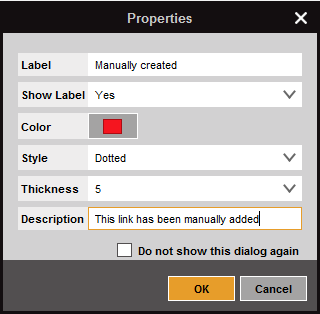 Properties
Label Manually created
Show Label Yes
Color
Style Dotted
Thickness 5
Description This link has been manually added
Do not show this dialog again
OK Cancel